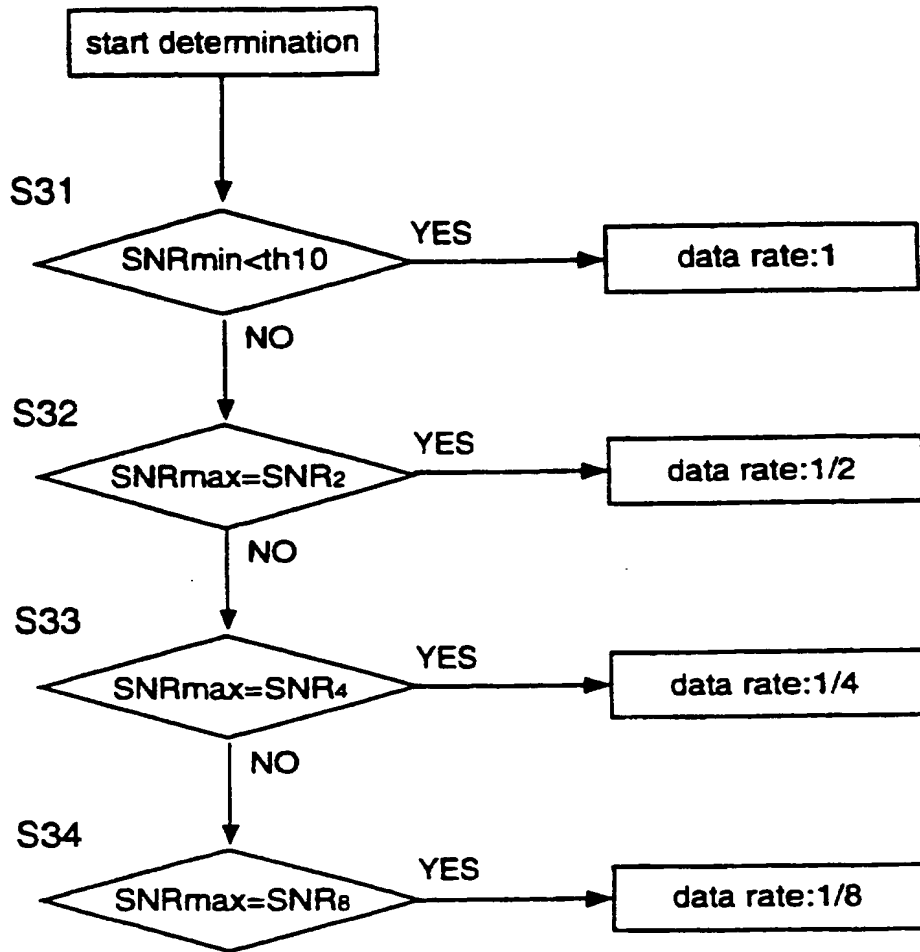 start determination
S31
SNRmin<th10
YES
data rate:1
NO
S32
SNRmax=SNR₂
YES
data rate:1/2
NO
S33
SNRmax=SNR₄
YES
data rate:1/4
NO
S34
SNRmax=SNR₈
YES
data rate:1/8